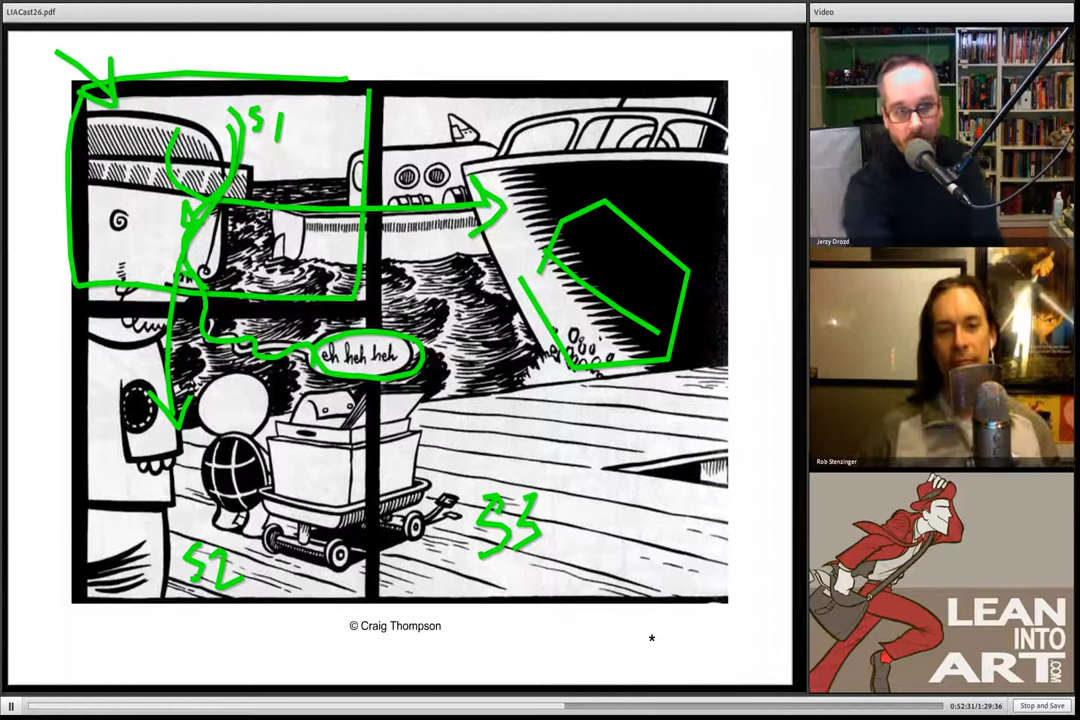 LIACast26.pdf
Video
S1
eh heh heh
S2
S3
© Craig Thompson
*
Jerzy Drozd
Rob Stenzinger
LEAN
INTO
ART.COM
0:52:31/1:29:36
Stop and Save